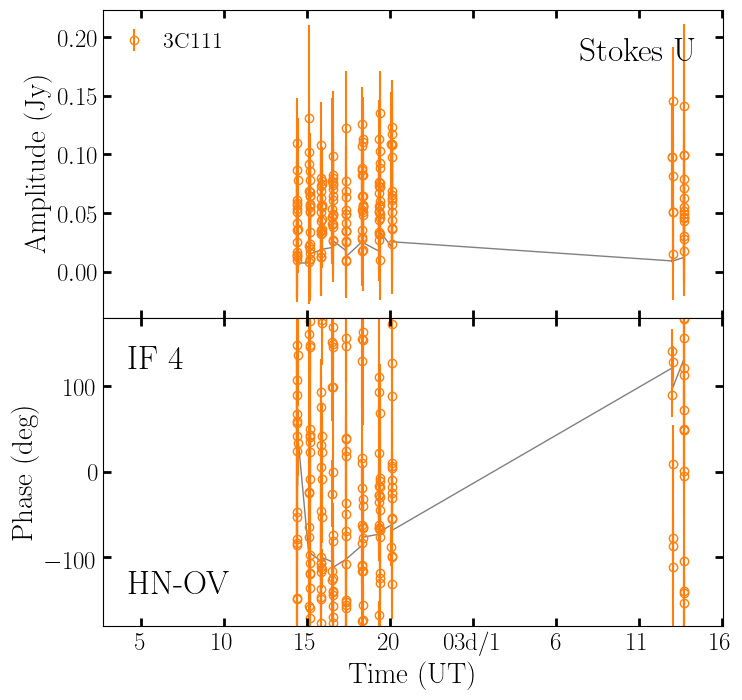 3C111
Stokes U
0.20
0.15
0.10
0.05
0.00
Amplitude (Jy)
IF 4
100
0
−100
Phase (deg)
HN-OV
5 10 15 20 03d/1 6 11 16
Time (UT)